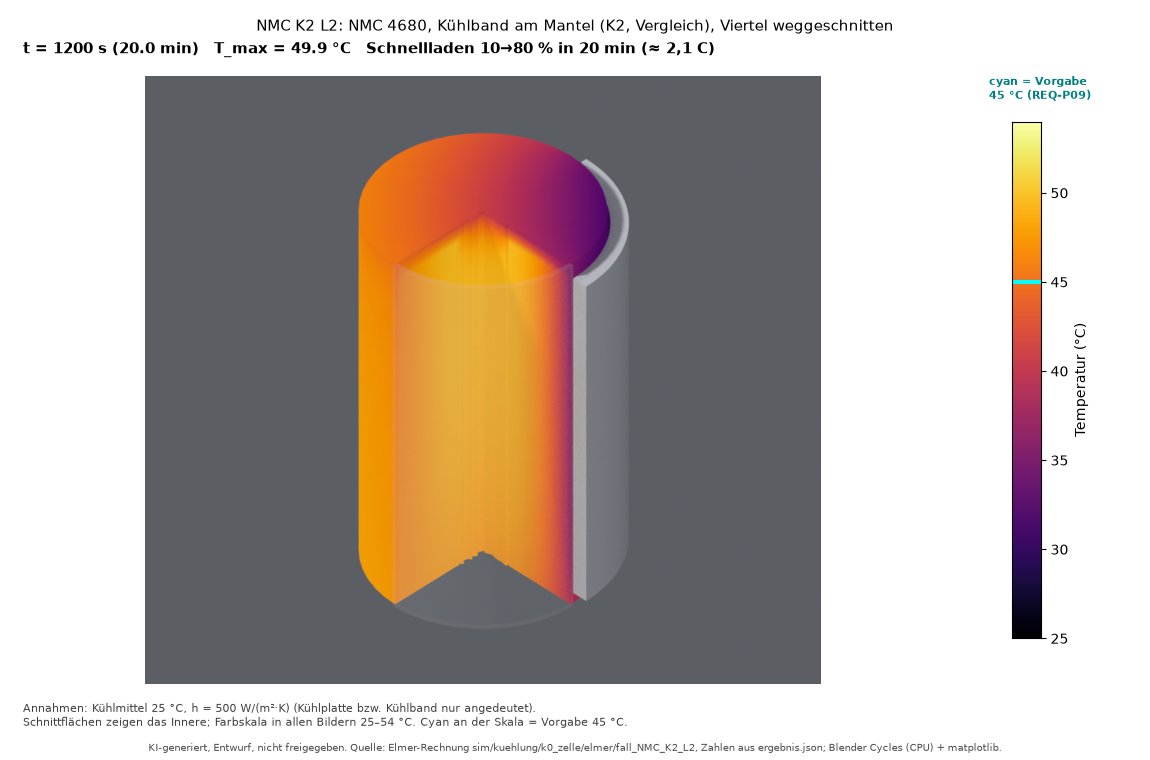 NMC K2 L2: NMC 4680, Kühlband am Mantel (K2, Vergleich), Viertel weggeschnitten
t = 1200 s (20.0 min)   T_max = 49.9 °C   Schnellladen 10→80 % in 20 min (≈ 2,1 C)
cyan = Vorgabe
45 °C (REQ-P09)
50
45
40
35
30
25
Temperatur (°C)
Annahmen: Kühlmittel 25 °C, h = 500 W/(m²·K) (Kühlplatte bzw. Kühlband nur angedeutet).
Schnittflächen zeigen das Innere; Farbskala in allen Bildern 25–54 °C. Cyan an der Skala = Vorgabe 45 °C.
KI-generiert, Entwurf, nicht freigegeben. Quelle: Elmer-Rechnung sim/kuehlung/k0_zelle/elmer/fall_NMC_K2_L2, Zahlen aus ergebnis.json; Blender Cycles (CPU) + matplotlib.